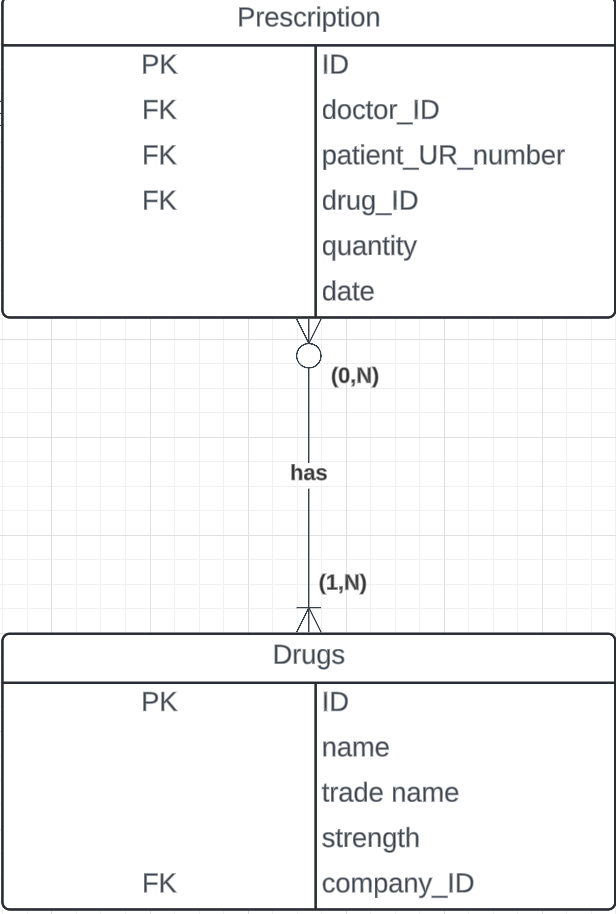 Prescription
PK ID
FK doctor_ID
FK patient_UR_number
FK drug_ID
quantity
date
(0,N)
has
(1,N)
Drugs
PK ID
name
trade name
strength
FK company_ID